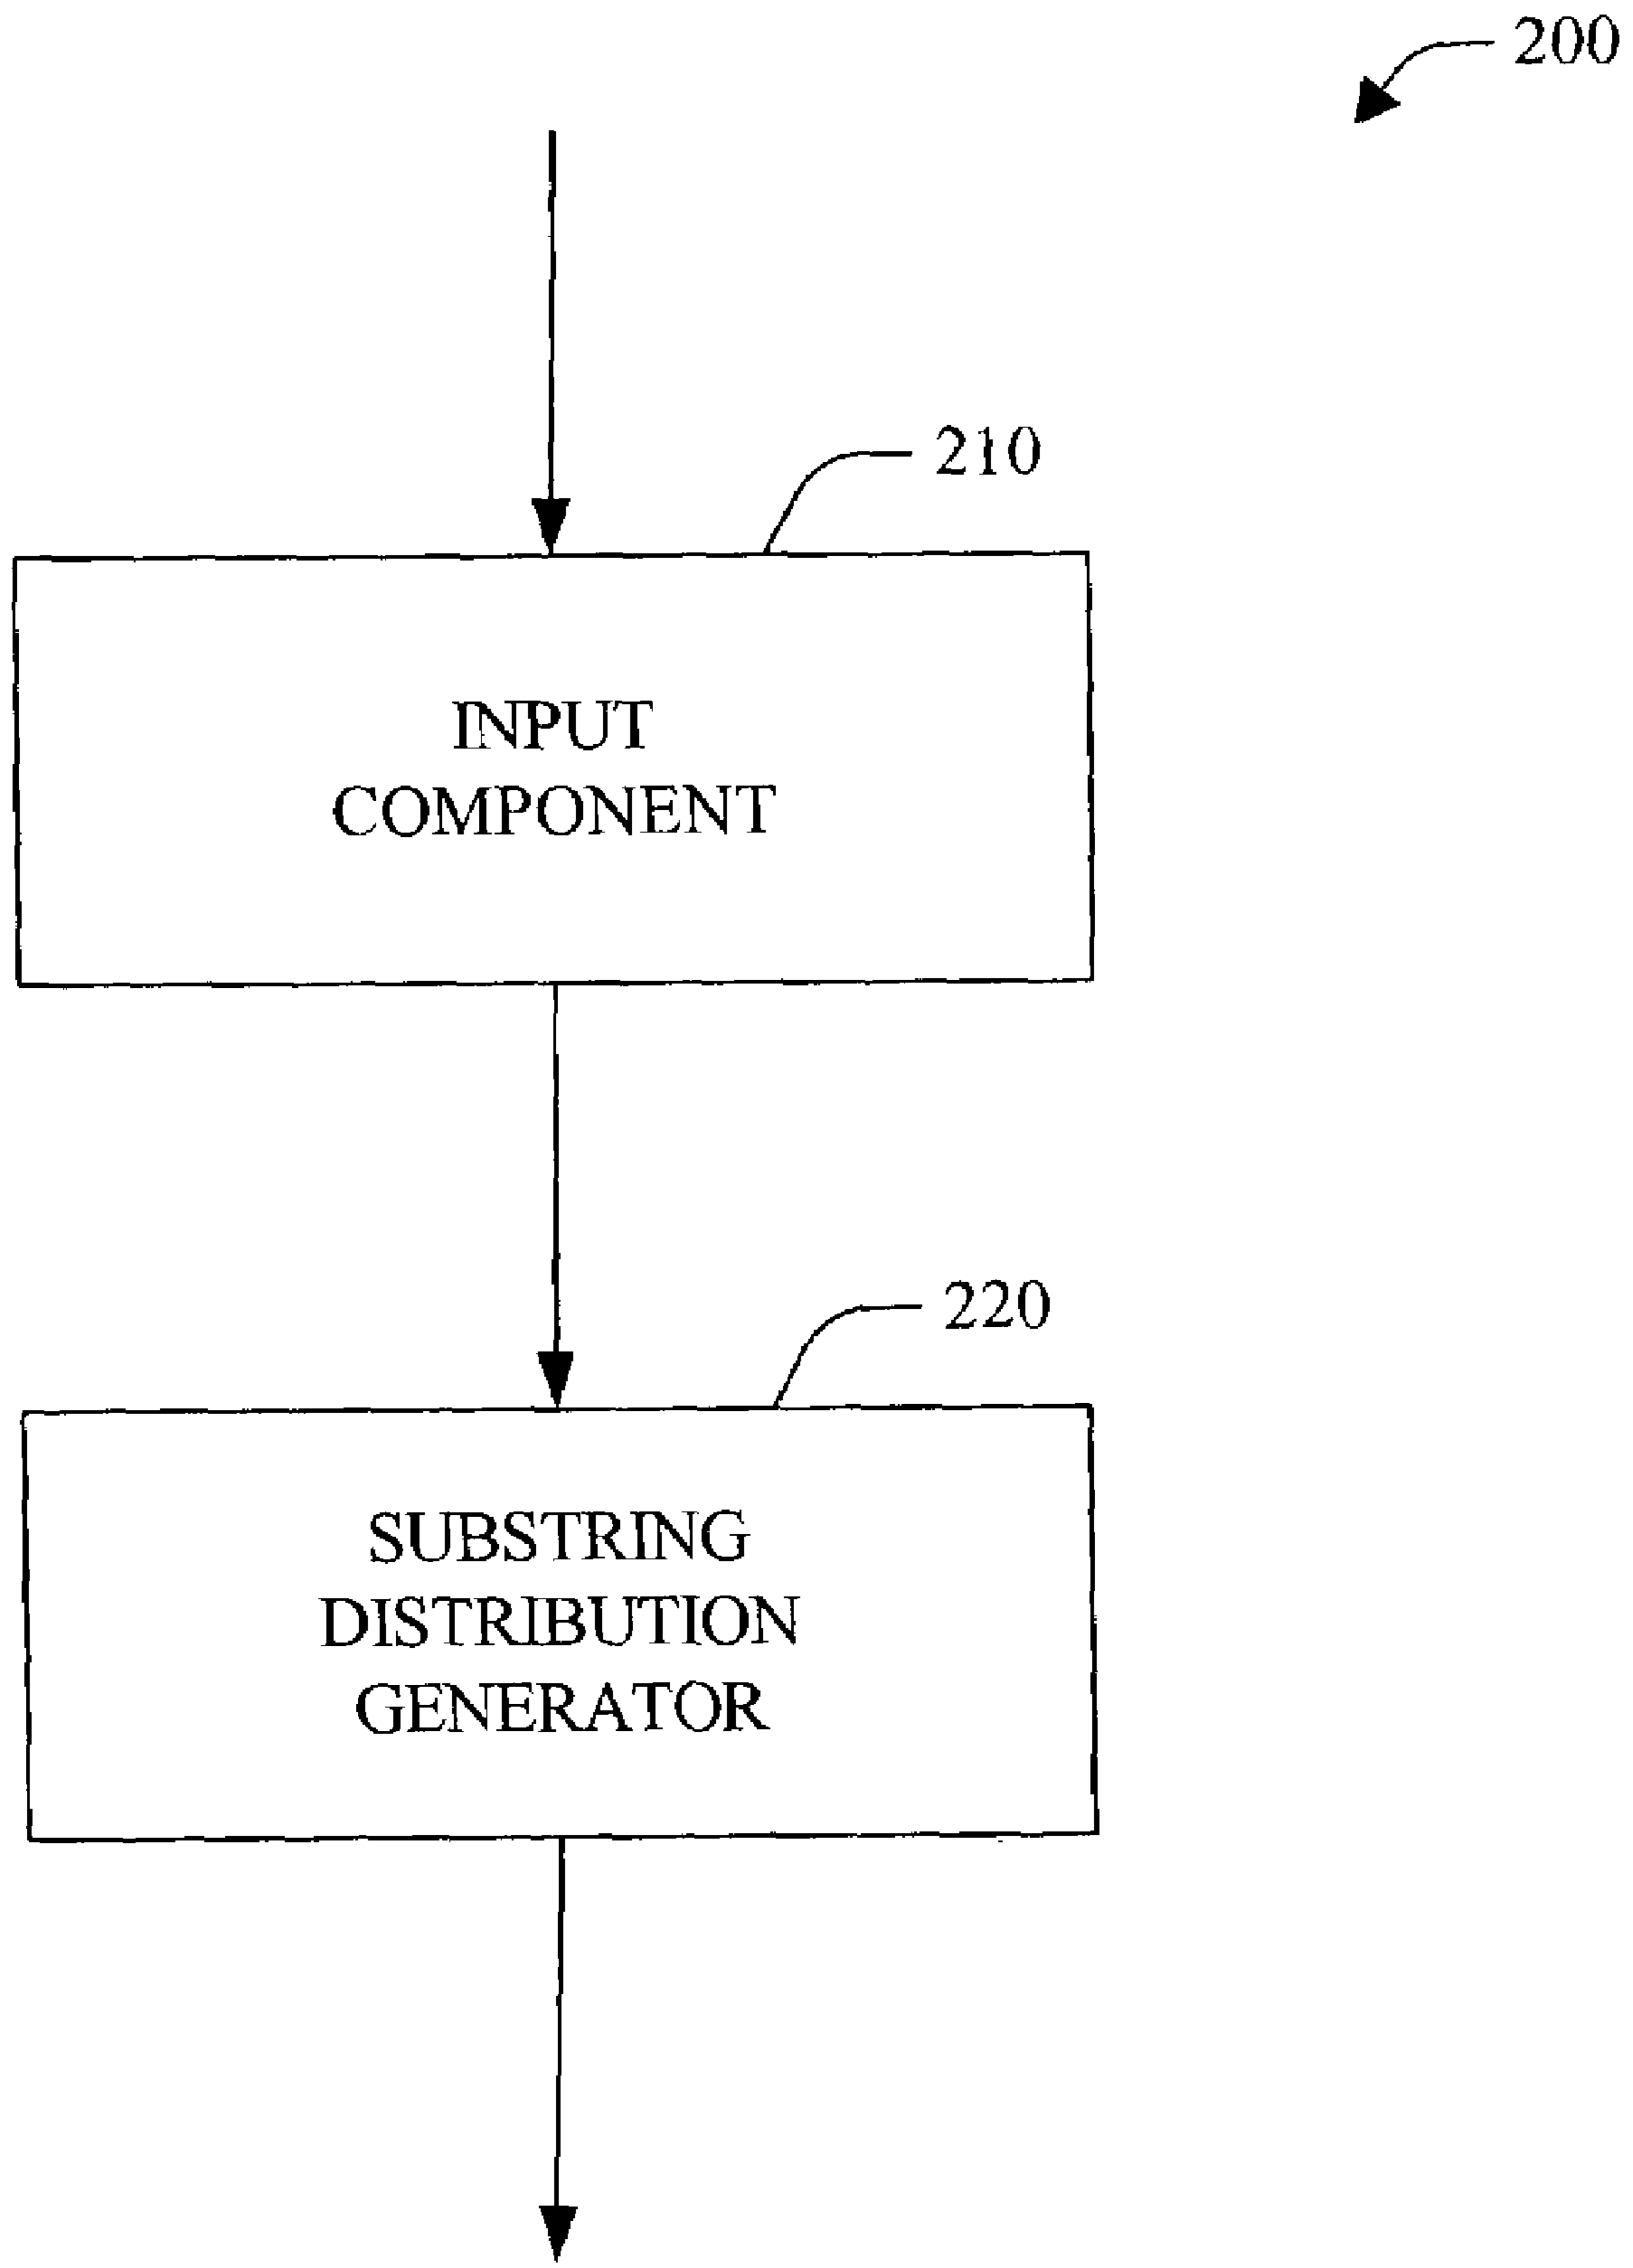 200
210
INPUT
COMPONENT
220
SUBSTRING
DISTRIBUTION
GENERATOR